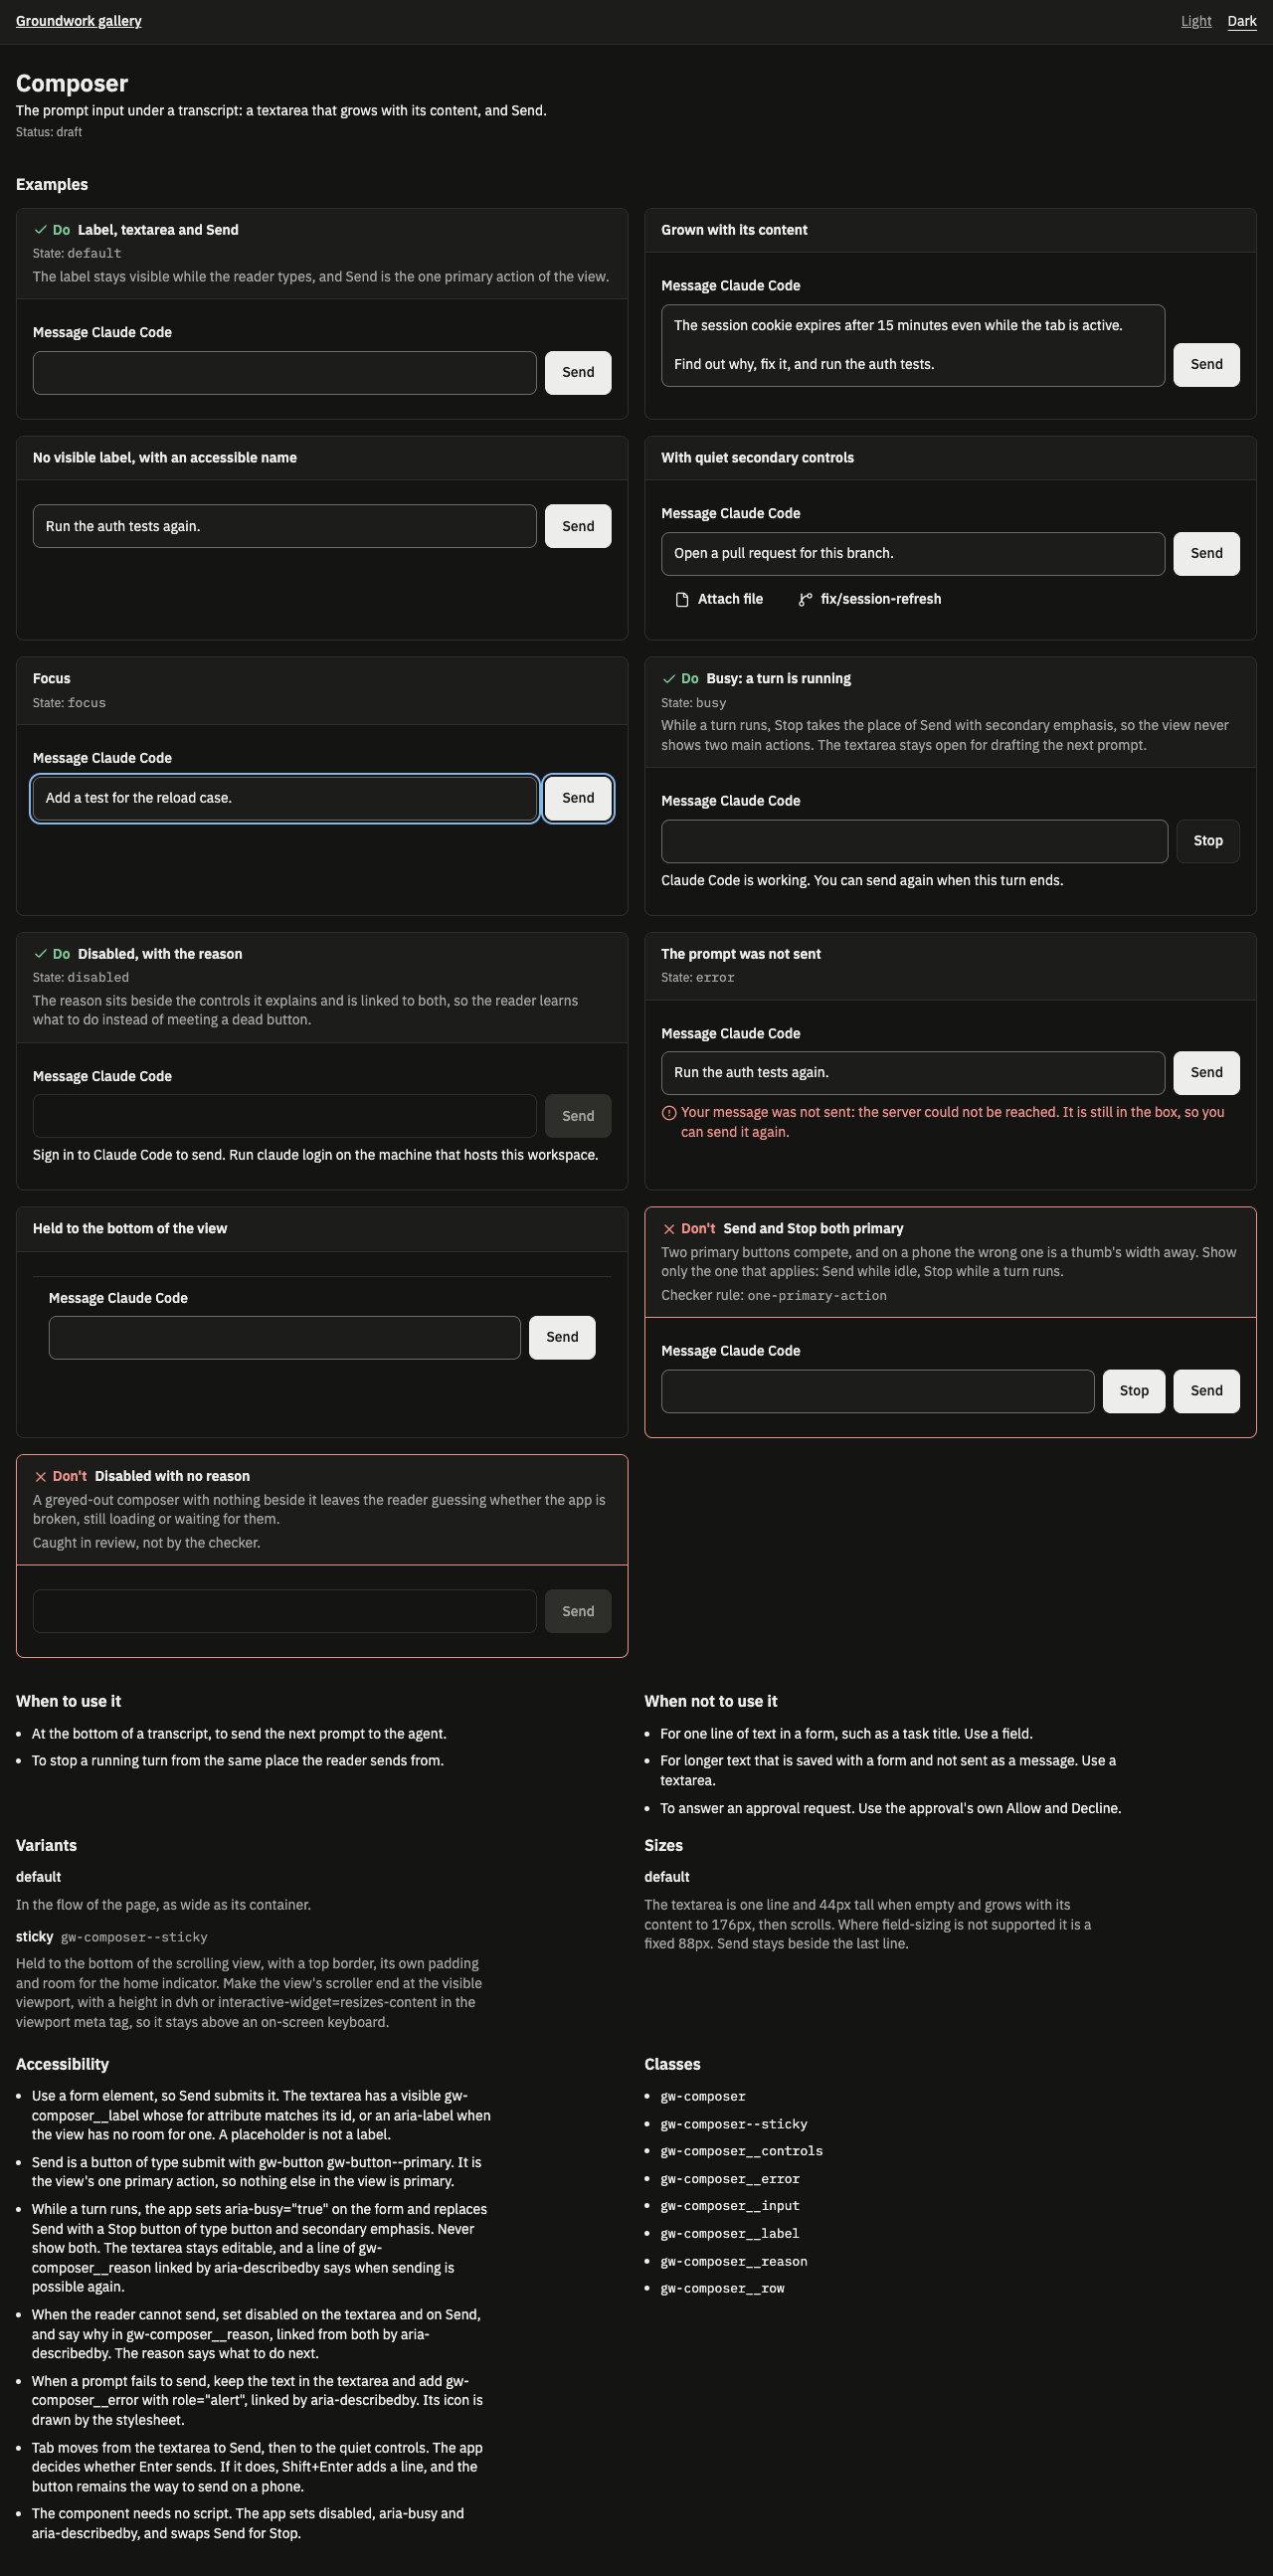 Groundwork gallery
Light Dark
Composer
The prompt input under a transcript: a textarea that grows with its content, and Send.
Status: draft
Examples
Do Label, textarea and Send
State: default
The label stays visible while the reader types, and Send is the one primary action of the view.
Message Claude Code
Send
Grown with its content
Message Claude Code
The session cookie expires after 15 minutes even while the tab is active.
Find out why, fix it, and run the auth tests.
Send
No visible label, with an accessible name
Run the auth tests again.
Send
With quiet secondary controls
Message Claude Code
Open a pull request for this branch.
Send
Attach file fix/session-refresh
Focus
State: focus
Message Claude Code
Add a test for the reload case.
Send
Do Busy: a turn is running
State: busy
While a turn runs, Stop takes the place of Send with secondary emphasis, so the view never
shows two main actions. The textarea stays open for drafting the next prompt.
Message Claude Code
Stop
Claude Code is working. You can send again when this turn ends.
Do Disabled, with the reason
State: disabled
The reason sits beside the controls it explains and is linked to both, so the reader learns
what to do instead of meeting a dead button.
Message Claude Code
Send
Sign in to Claude Code to send. Run claude login on the machine that hosts this workspace.
The prompt was not sent
State: error
Message Claude Code
Run the auth tests again.
Send
Your message was not sent: the server could not be reached. It is still in the box, so you
can send it again.
Held to the bottom of the view
Message Claude Code
Send
Don't Send and Stop both primary
Two primary buttons compete, and on a phone the wrong one is a thumb's width away. Show
only the one that applies: Send while idle, Stop while a turn runs.
Checker rule: one-primary-action
Message Claude Code
Stop Send
Don't Disabled with no reason
A greyed-out composer with nothing beside it leaves the reader guessing whether the app is
broken, still loading or waiting for them.
Caught in review, not by the checker.
Send
When to use it
At the bottom of a transcript, to send the next prompt to the agent.
To stop a running turn from the same place the reader sends from.
When not to use it
For one line of text in a form, such as a task title. Use a field.
For longer text that is saved with a form and not sent as a message. Use a
textarea.
To answer an approval request. Use the approval's own Allow and Decline.
Variants
default
In the flow of the page, as wide as its container.
sticky gw-composer--sticky
Held to the bottom of the scrolling view, with a top border, its own padding
and room for the home indicator. Make the view's scroller end at the visible
viewport, with a height in dvh or interactive-widget=resizes-content in the
viewport meta tag, so it stays above an on-screen keyboard.
Sizes
default
The textarea is one line and 44px tall when empty and grows with its
content to 176px, then scrolls. Where field-sizing is not supported it is a
fixed 88px. Send stays beside the last line.
Accessibility
Use a form element, so Send submits it. The textarea has a visible gw-
composer__label whose for attribute matches its id, or an aria-label when
the view has no room for one. A placeholder is not a label.
Send is a button of type submit with gw-button gw-button--primary. It is
the view's one primary action, so nothing else in the view is primary.
While a turn runs, the app sets aria-busy="true" on the form and replaces
Send with a Stop button of type button and secondary emphasis. Never
show both. The textarea stays editable, and a line of gw-
composer__reason linked by aria-describedby says when sending is
possible again.
When the reader cannot send, set disabled on the textarea and on Send,
and say why in gw-composer__reason, linked from both by aria-
describedby. The reason says what to do next.
When a prompt fails to send, keep the text in the textarea and add gw-
composer__error with role="alert", linked by aria-describedby. Its icon is
drawn by the stylesheet.
Tab moves from the textarea to Send, then to the quiet controls. The app
decides whether Enter sends. If it does, Shift+Enter adds a line, and the
button remains the way to send on a phone.
The component needs no script. The app sets disabled, aria-busy and
aria-describedby, and swaps Send for Stop.
Classes
gw-composer
gw-composer--sticky
gw-composer__controls
gw-composer__error
gw-composer__input
gw-composer__label
gw-composer__reason
gw-composer__row